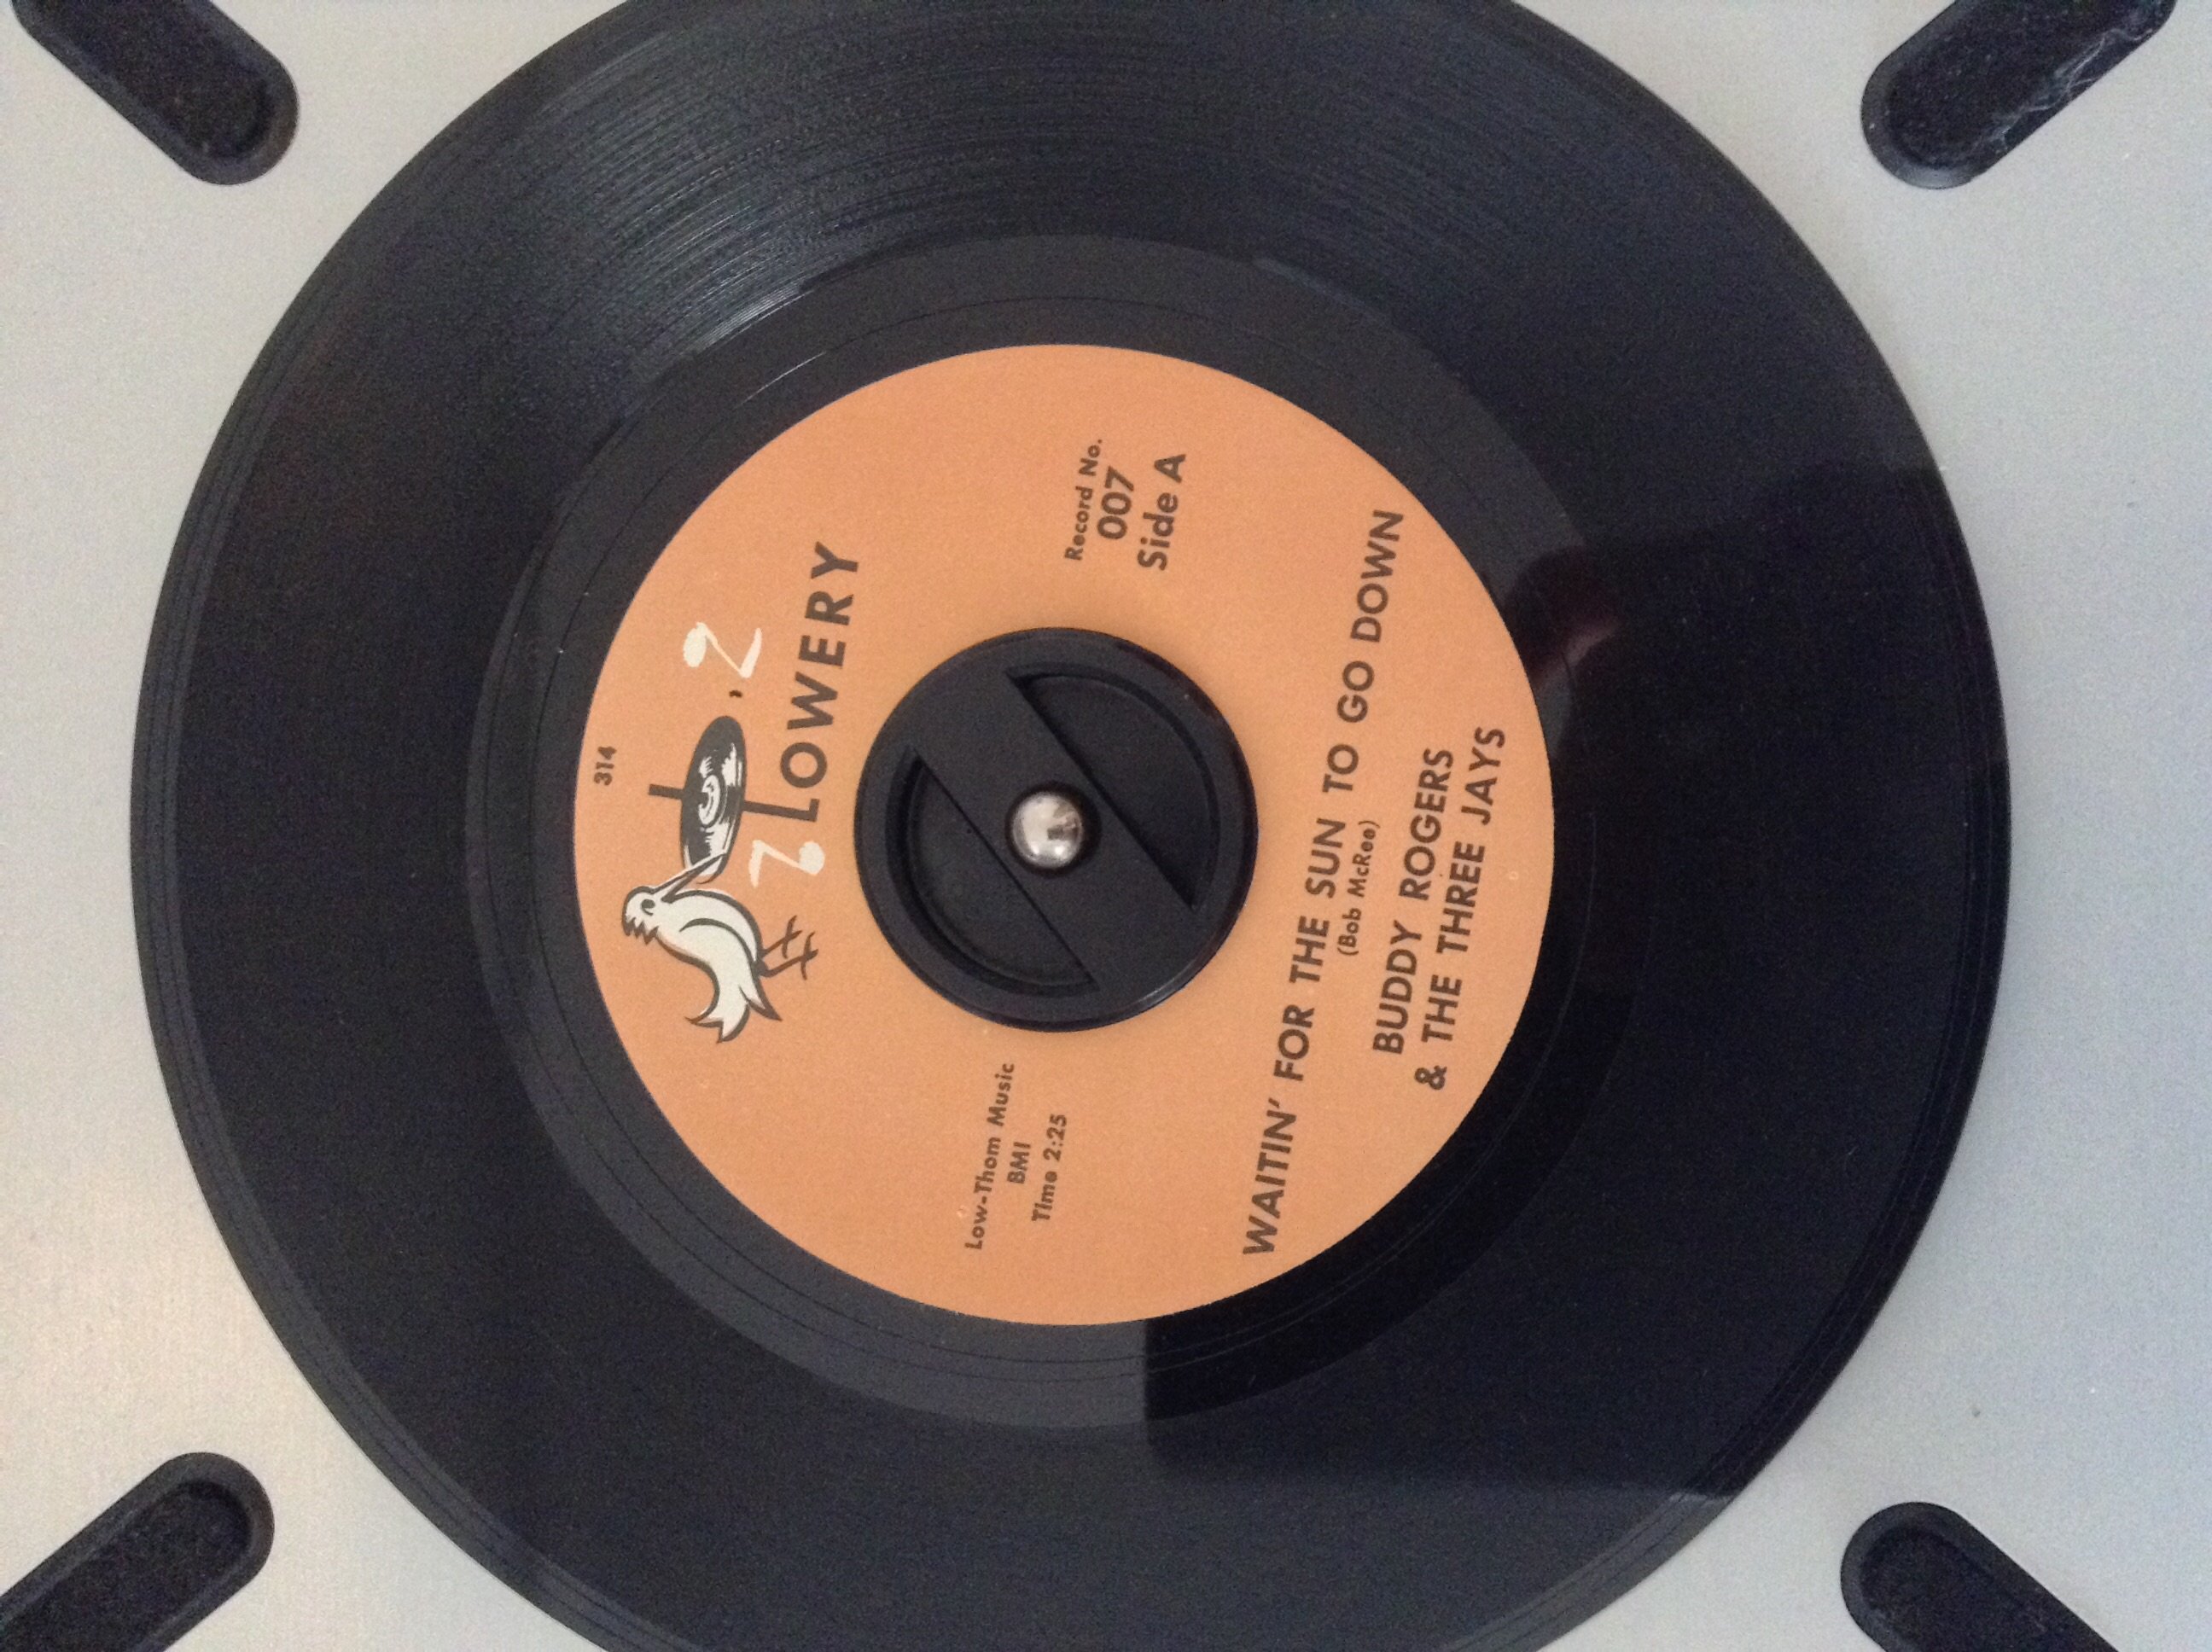 314
LOWERY
Low-Thom Music
BMI
Time 2:25
Record No.
007
Side A
WAITIN' FOR THE SUN TO GO DOWN
(Bob McRee)
BUDDY ROGERS
& THE THREE JAYS